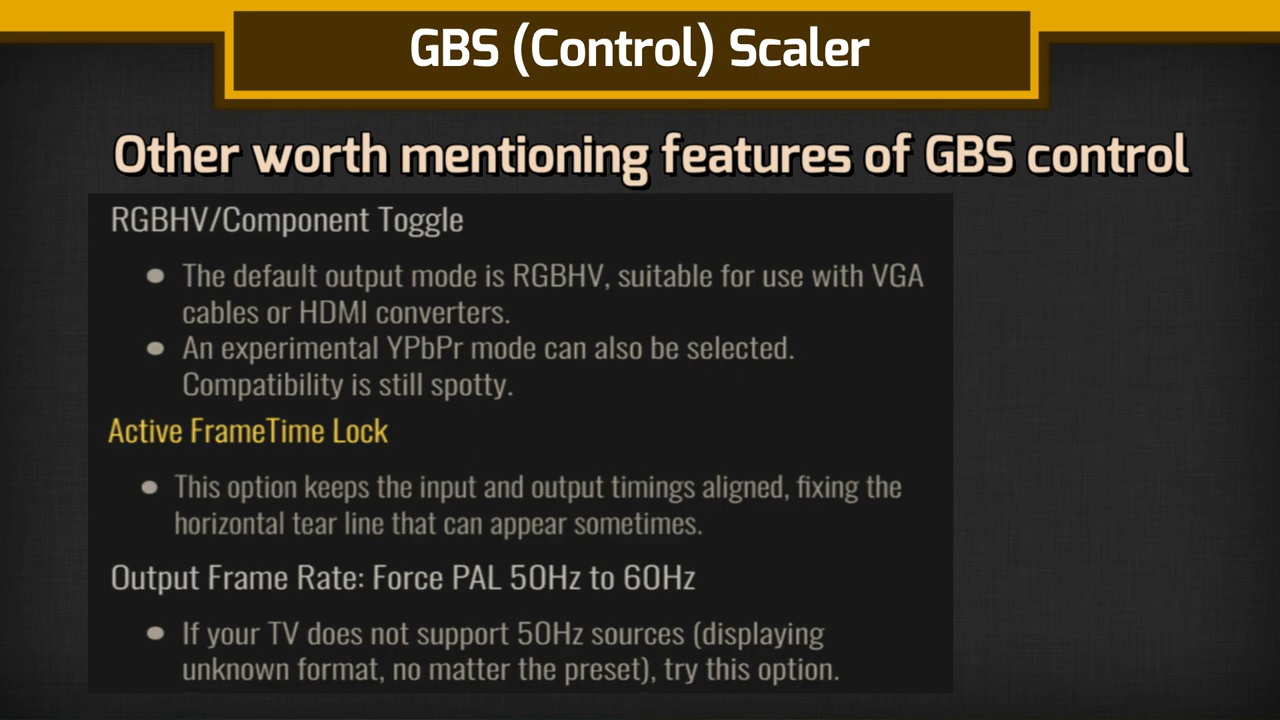 GBS (Control) Scaler
Other worth mentioning features of GBS control
RGBHV/Component Toggle
● The default output mode is RGBHV, suitable for use with VGA
cables or HDMI converters.
● An experimental YPbPr mode can also be selected.
Compatibility is still spotty.
Active FrameTime Lock
● This option keeps the input and output timings aligned, fixing the
horizontal tear line that can appear sometimes.
Output Frame Rate: Force PAL 50Hz to 60Hz
● If your TV does not support 50Hz sources (displaying
unknown format, no matter the preset), try this option.